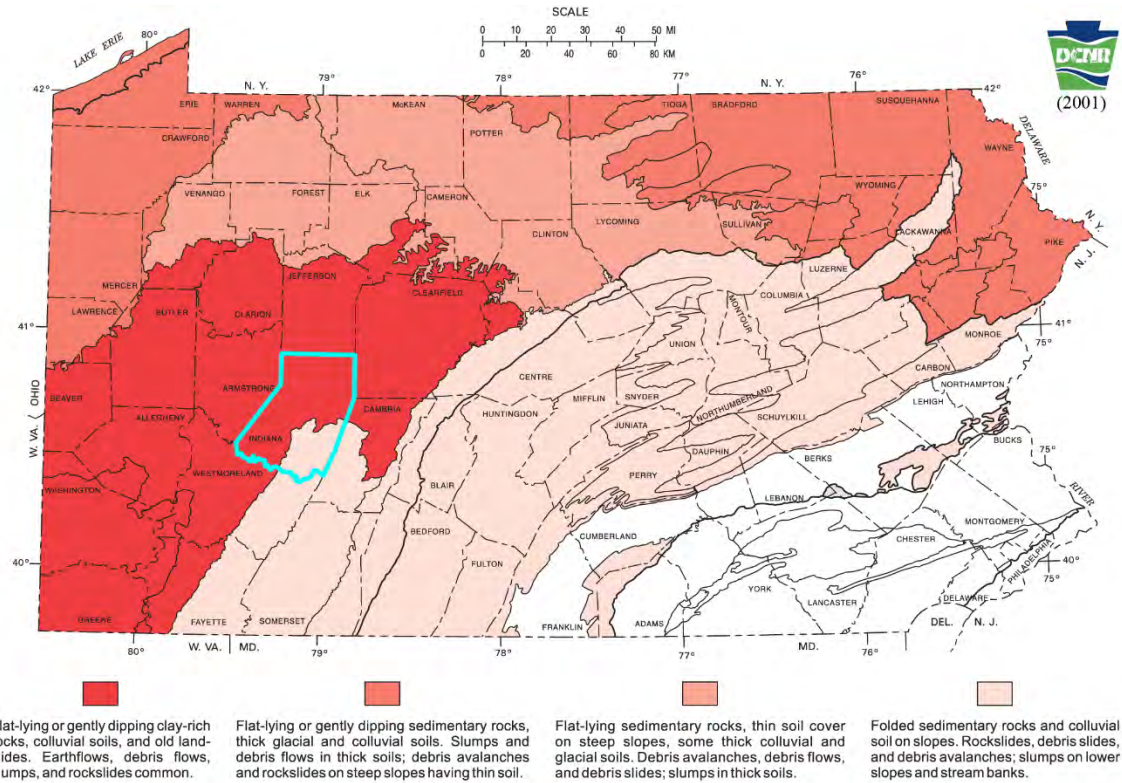 SCALE
0 10 20 30 40 50 MI
0 20 40 60 80 KM
DCNR
(2001)
LAKE ERIE
80°
79°
78°
77°
76°
42°
N. Y.
N. Y.
42°
ERIE
WARREN
McKEAN
TIOGA
BRADFORD
SUSQUEHANNA
CRAWFORD
POTTER
WAYNE
DELAWARE
VENANGO
FOREST
ELK
CAMERON
WYOMING
75°
LYCOMING
SULLIVAN
LACKAWANNA
N. Y.
CLINTON
PIKE
N. J.
MERCER
JEFFERSON
LUZERNE
LAWRENCE
BUTLER
CLARION
CLEARFIELD
COLUMBIA
41°
MONTOUR
41°
UNION
MONROE
75°
CENTRE
CARBON
OHIO
ARMSTRONG
MIFFLIN
SNYDER
NORTHUMBERLAND
NORTHAMPTON
BEAVER
CAMBRIA
HUNTINGDON
SCHUYLKILL
LEHIGH
W. VA.
ALLEGHENY
JUNIATA
INDIANA
DAUPHIN
BUCKS
75°
WESTMORELAND
BERKS
PERRY
BLAIR
WASHINGTON
LEBANON
RIVER
BEDFORD
MONTGOMERY
CUMBERLAND
CHESTER
PHILADELPHIA
40°
FULTON
40°
75°
YORK
LANCASTER
DELAWARE
GREENE
FAYETTE
SOMERSET
FRANKLIN
ADAMS
DEL.
N. J.
80°
W. VA.
MD.
79°
78°
77°
MD.
76°
lat-lying or gently dipping clay-rich
ocks, colluvial soils, and old land-
lides. Earthflows, debris flows,
lumps, and rockslides common.
Flat-lying or gently dipping sedimentary rocks,
thick glacial and colluvial soils. Slumps and
debris flows in thick soils; debris avalanches
and rockslides on steep slopes having thin soil.
Flat-lying sedimentary rocks, thin soil cover
on steep slopes, some thick colluvial and
glacial soils. Debris avalanches, debris flows,
and debris slides; slumps in thick soils.
Folded sedimentary rocks and colluvial
soil on slopes. Rockslides, debris slides,
and debris avalanches; slumps on lower
slopes and streambanks.